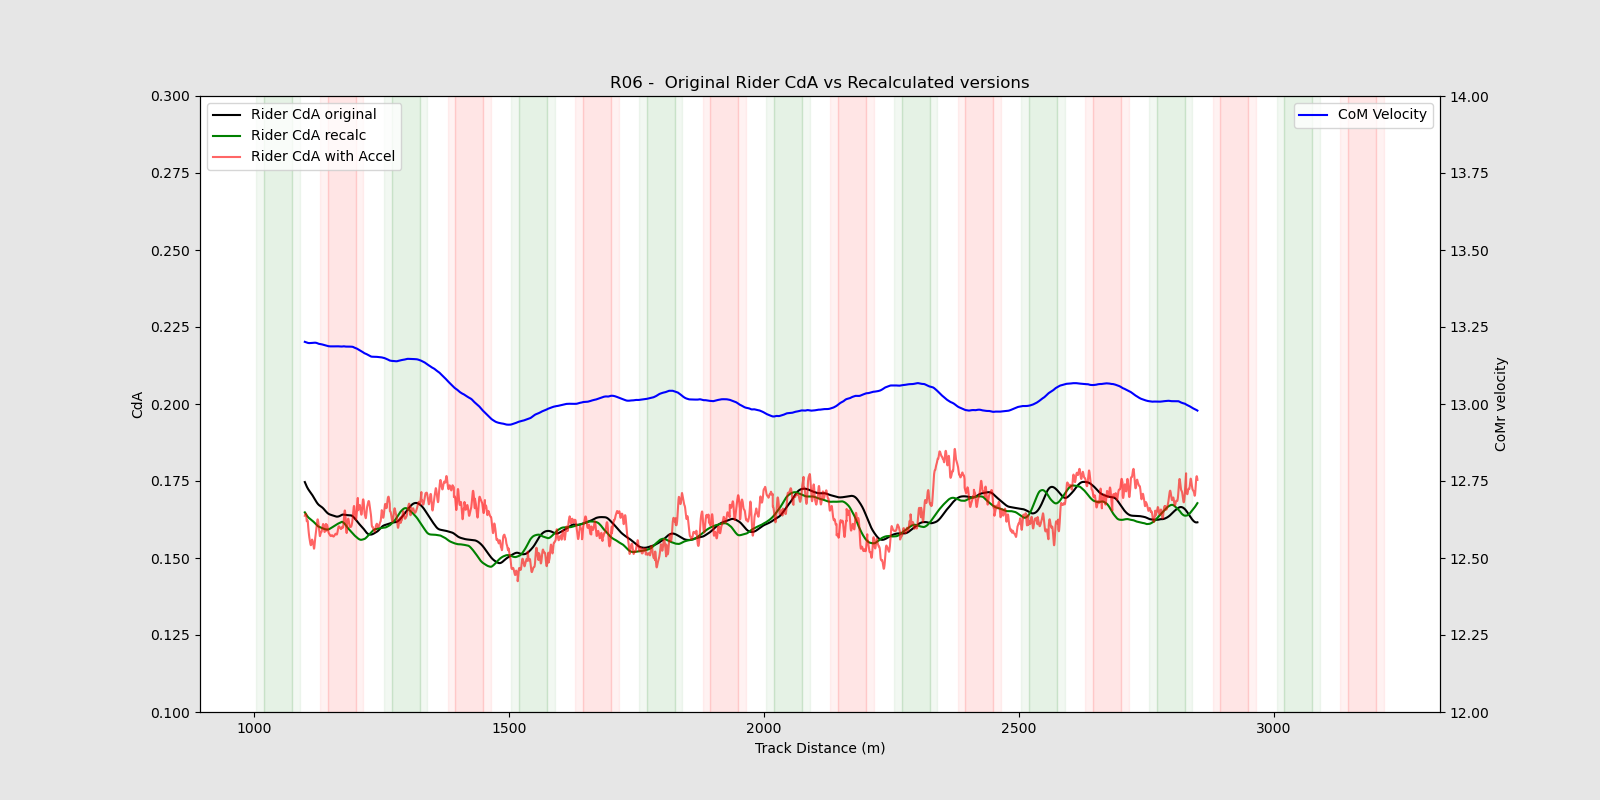 R06 -  Original Rider CdA vs Recalculated versions
0.300
0.275
0.250
0.225
0.200
0.175
0.150
0.125
0.100
CdA
Rider CdA original
Rider CdA recalc
Rider CdA with Accel
CoM Velocity
14.00
13.75
13.50
13.25
13.00
12.75
12.50
12.25
12.00
CoMr velocity
1000
1500
2000
2500
3000
Track Distance (m)